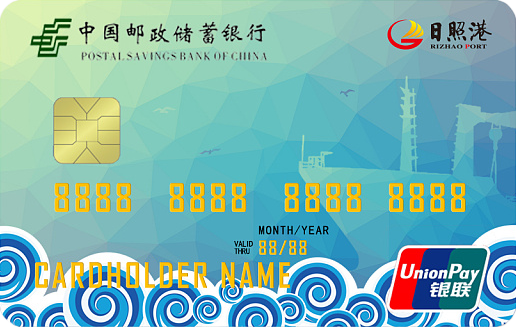 中国邮政储蓄银行
POSTAL SAVINGS BANK OF CHINA
日照港
RIZHAO PORT
8888 8888 8888 8888
MONTH/YEAR
VALID THRU 88/88
CARDHOLDER NAME
UnionPay
银联